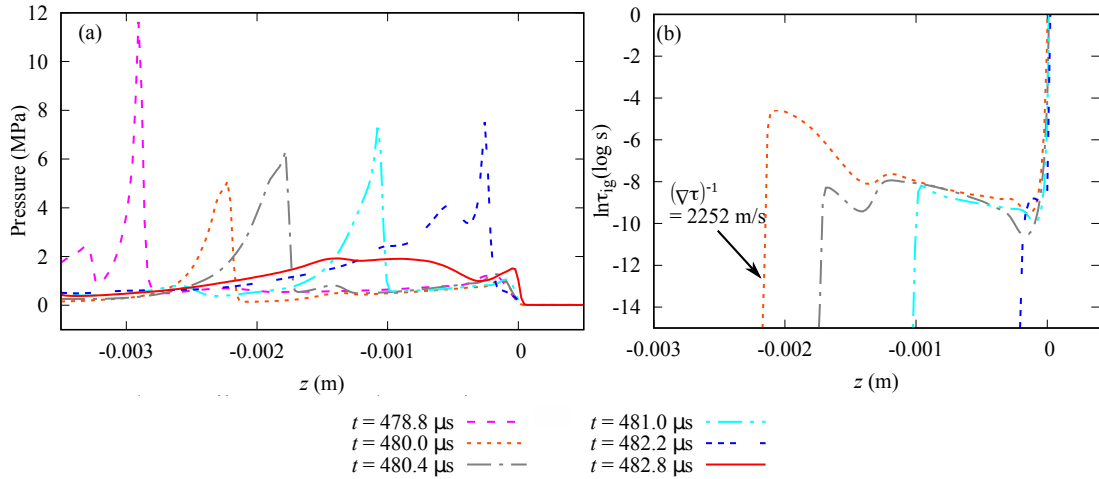 (a)
Pressure (MPa)
12
10
8
6
4
2
0
-0.003
-0.002
-0.001
0
z (m)
(b)
lnτig(log s)
0
-2
-4
-6
-8
-10
-12
-14
(∇τ)-1
= 2252 m/s
-0.003
-0.002
-0.001
0
z (m)
t = 478.8 μs
t = 480.0 μs
t = 480.4 μs
t = 481.0 μs
t = 482.2 μs
t = 482.8 μs